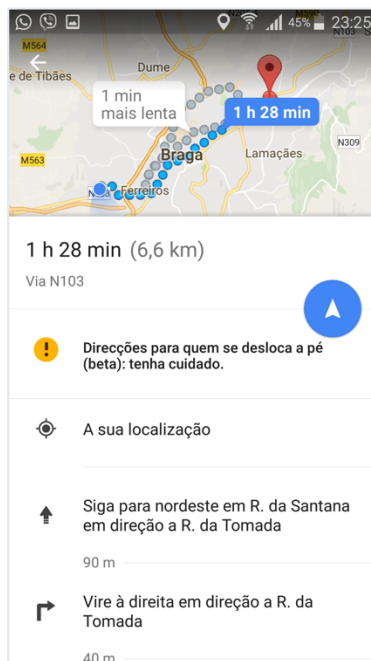 45% 23:25
M564
N103
e de Tibães
Dume
1 min
mais lenta
1 h 28 min
N309
Braga
Lamaçães
M563
Ferreiros
1 h 28 min (6,6 km)
Via N103
Direcções para quem se desloca a pé
(beta): tenha cuidado.
A sua localização
Siga para nordeste em R. da Santana
em direção a R. da Tomada
90 m
Vire à direita em direção a R. da
Tomada
40 m